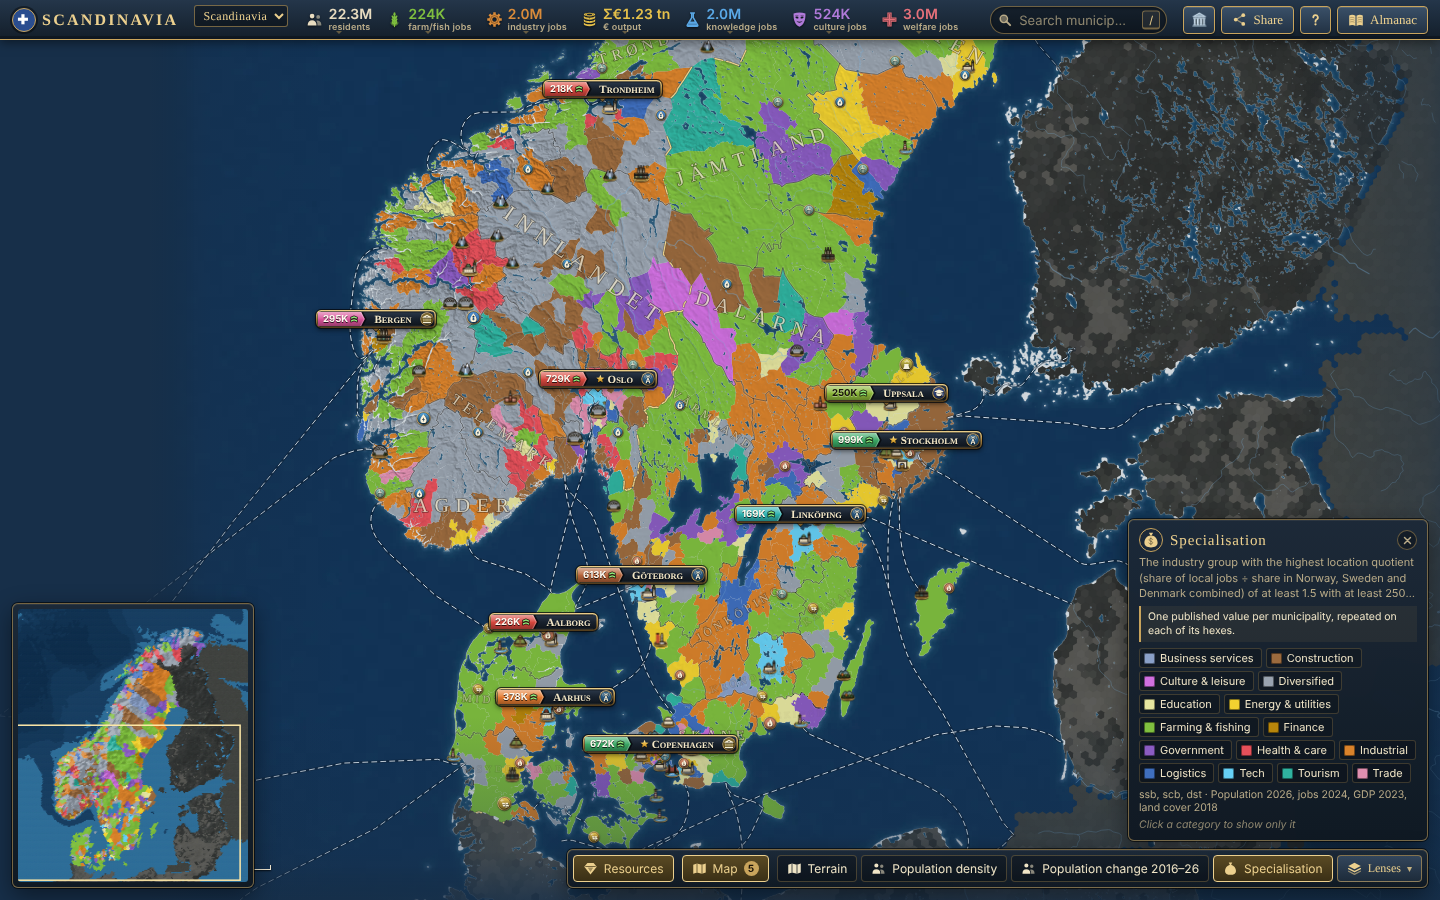 SCANDINAVIA
Scandinavia
22.3M residents
224K farm/fish jobs
2.0M industry jobs
Σ€1.23 tn € output
2.0M knowledge jobs
524K culture jobs
3.0M welfare jobs
Search municip...
/
Share
?
Almanac
218K TRONDHEIM
JÄMTLAND
INNLANDET
DALARNA
295K BERGEN
729K OSLO
250K UPPSALA
999K STOCKHOLM
TELEMARK
AGDER
169K LINKÖPING
613K GÖTEBORG
JÖNKÖPING
226K AALBORG
378K AARHUS
672K COPENHAGEN
Specialisation
The industry group with the highest location quotient
(share of local jobs ÷ share in Norway, Sweden and
Denmark combined) of at least 1.5 with at least 250...
One published value per municipality, repeated on
each of its hexes.
Business services Construction
Culture & leisure Diversified
Education Energy & utilities
Farming & fishing Finance
Government Health & care Industrial
Logistics Tech Tourism Trade
ssb, scb, dst · Population 2026, jobs 2024, GDP 2023,
land cover 2018
Click a category to show only it
Resources
Map 5
Terrain
Population density
Population change 2016–26
Specialisation
Lenses